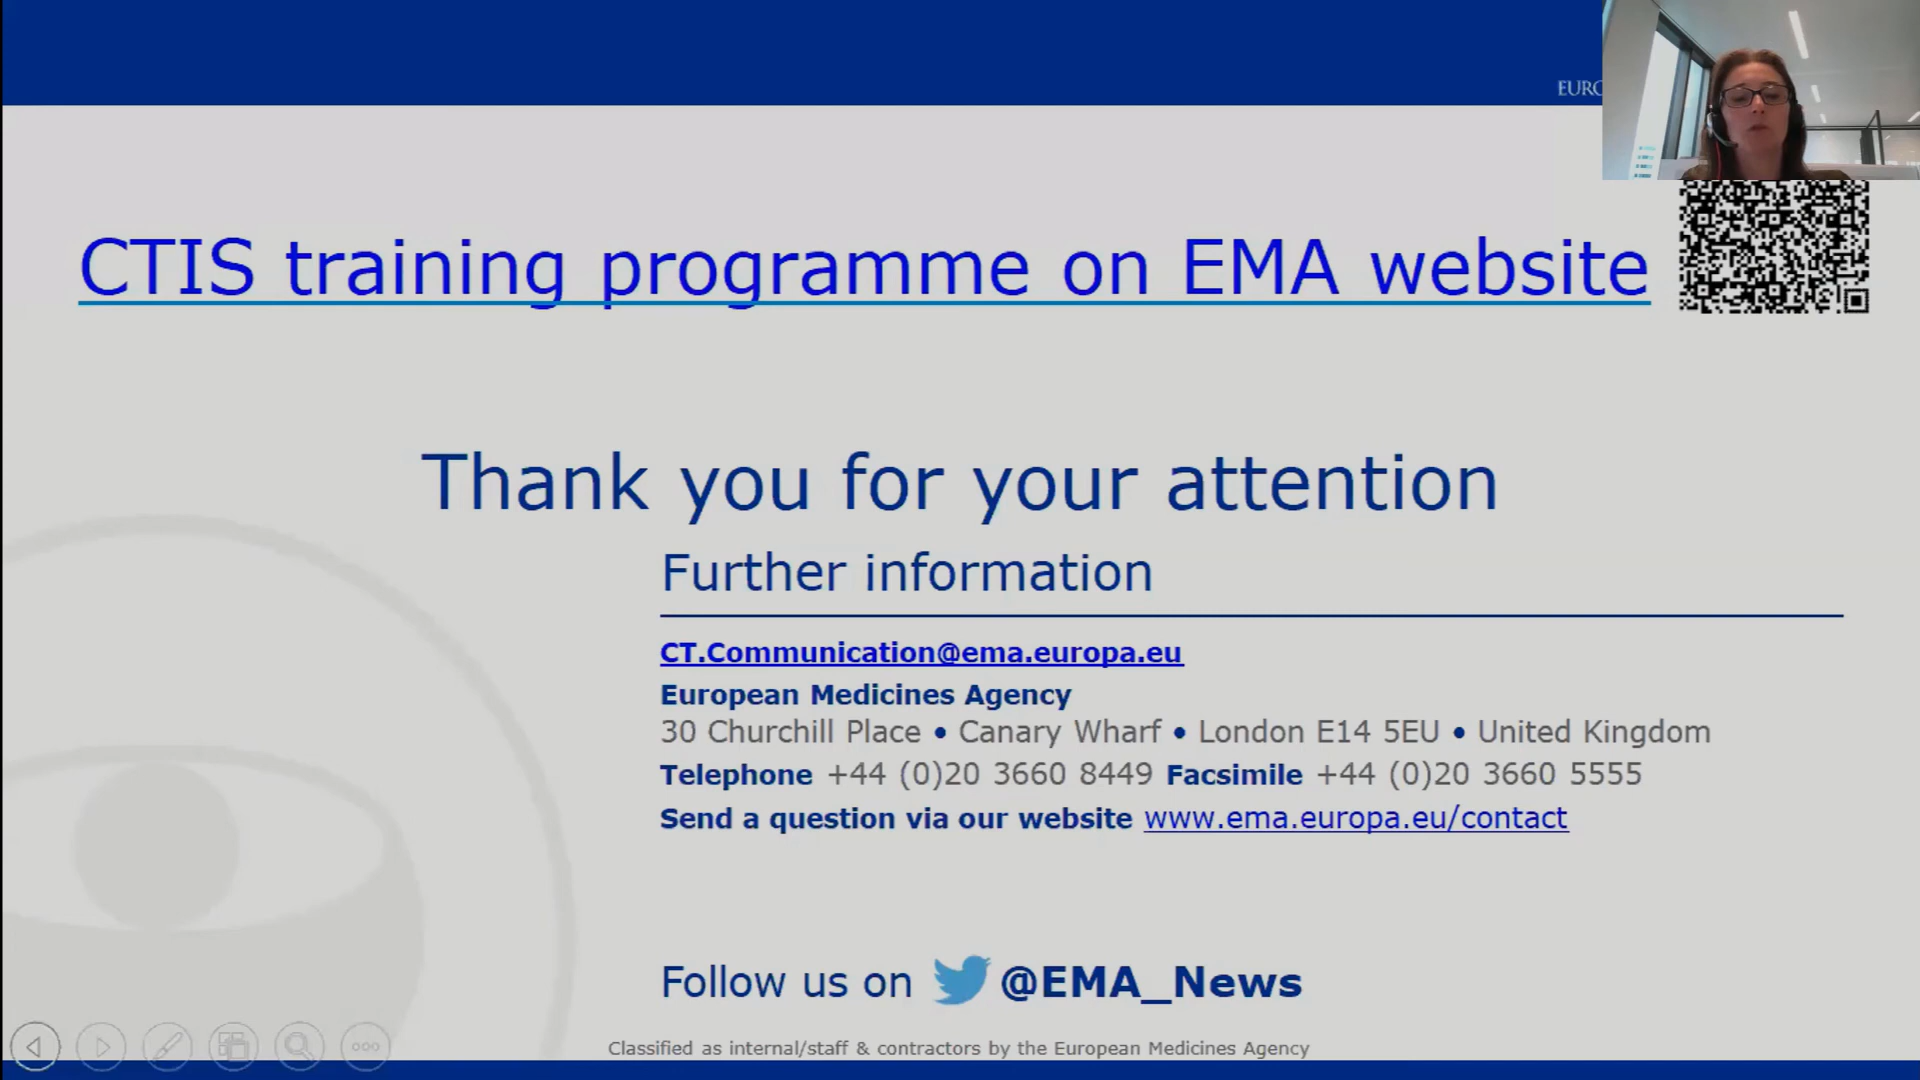 CTIS training programme on EMA website
Thank you for your attention
Further information
CT.Communication@ema.europa.eu
European Medicines Agency
30 Churchill Place • Canary Wharf • London E14 5EU • United Kingdom
Telephone +44 (0)20 3660 8449 Facsimile +44 (0)20 3660 5555
Send a question via our website www.ema.europa.eu/contact
Follow us on @EMA_News
Classified as internal/staff & contractors by the European Medicines Agency